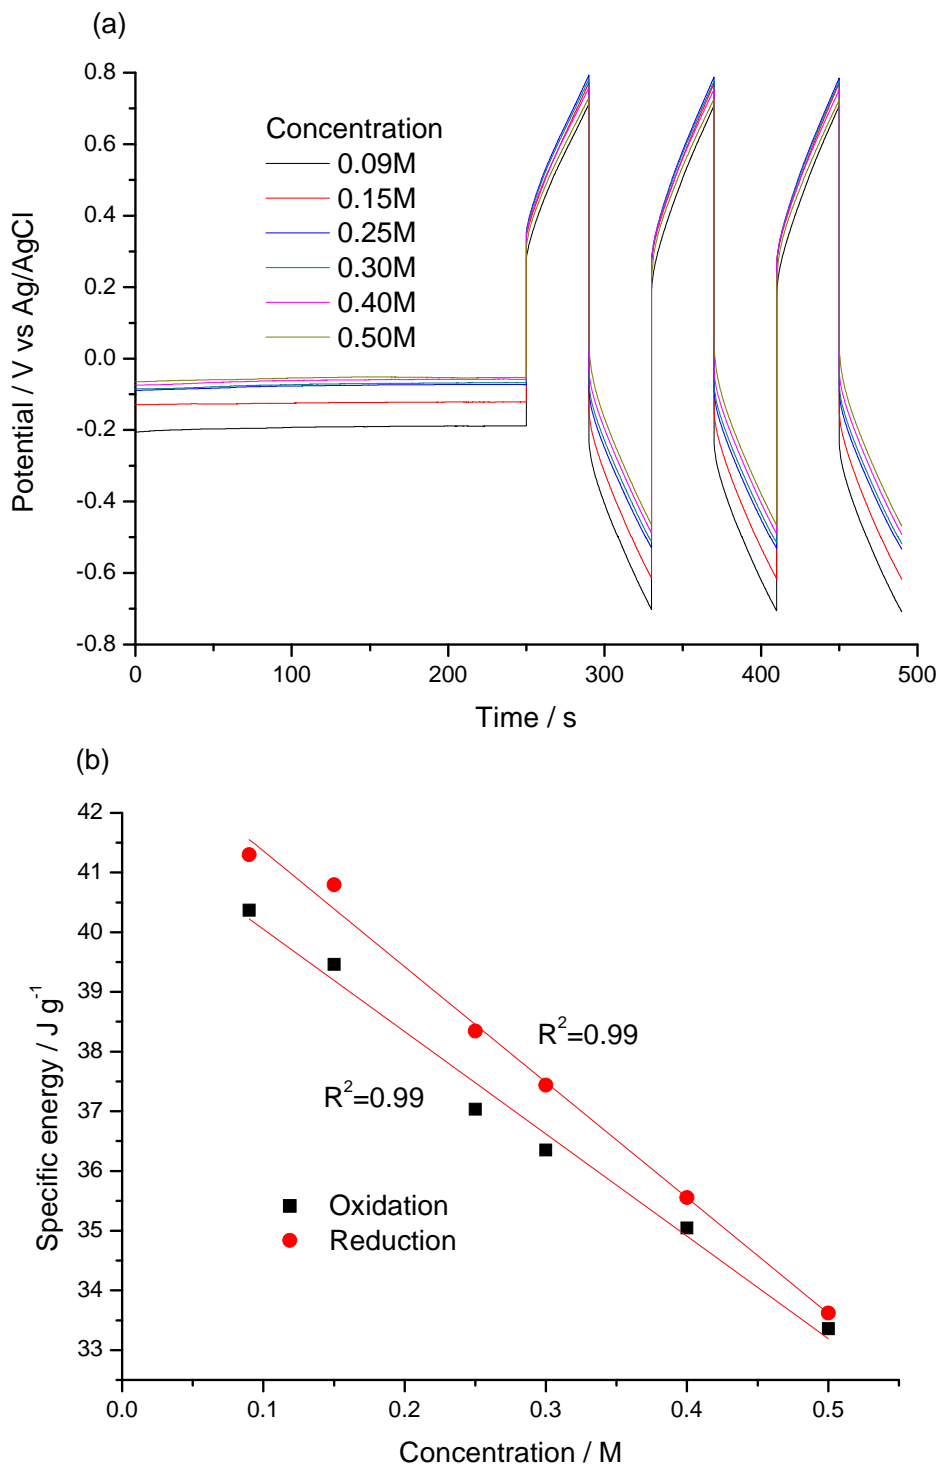 (a)
0.8
0.6
0.4
0.2
0.0
-0.2
-0.4
-0.6
-0.8
Potential / V vs Ag/AgCl
Concentration
0.09M
0.15M
0.25M
0.30M
0.40M
0.50M
0 100 200 300 400 500
Time / s
(b)
42
41
40
39
38
37
36
35
34
33
Specific energy / J g⁻¹
R²=0.99
R²=0.99
Oxidation
Reduction
0.0 0.1 0.2 0.3 0.4 0.5
Concentration / M